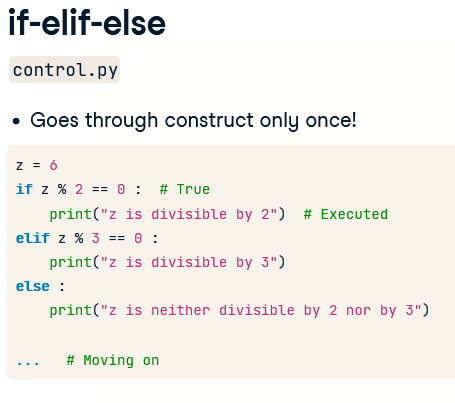 if-elif-else
control.py
• Goes through construct only once!
z = 6
if z % 2 == 0 :  # True
    print("z is divisible by 2")  # Executed
elif z % 3 == 0 :
    print("z is divisible by 3")
else :
    print("z is neither divisible by 2 nor by 3")
...   # Moving on